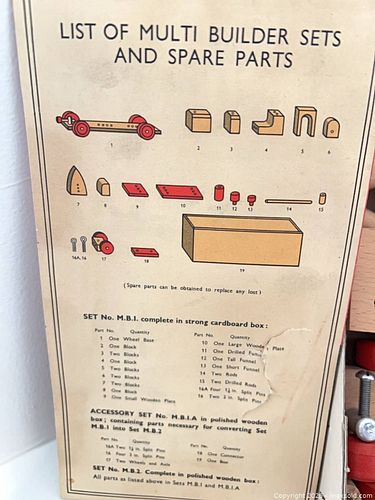 LIST OF MULTI BUILDER SETS
AND SPARE PARTS
1
2
3
4
5
6
7
8
9
10
11
12
13
14
15
16A, 16
17
18
19
( Spare parts can be obtained to replace any lost )
SET No. M.B.1. complete in strong cardboard box :
Part No. Quantity
1 One Wheel Base
2 One Block
3 Two Blocks
4 One Block
5 Two Blocks
6 Two Blocks
7 Two Blocks
8 One Block
9 One Small Wooden Plate
Part No. Quantity
10 One Large Wooden Plate
11 One Drilled
12 One Tall Funnel
13 One Short Funnel
14 Two Rods
15 Two Drilled Rods
16A Four Split Pins
16 Two Split Pins
ACCESSORY SET No. M.B.1.A in polished wooden
box ; containing parts necessary for converting Set
M.B.1 into Set M.B.2
Part No. Quantity
16A Two Split Pins
16 Four Split Pins
17 Two Wheels and Axle
Part No. Quantity
18 One Connector
19 One Box
SET No. M.B.2. Complete in polished wooden box :
All parts as listed above in Sets M.B.1 and M.B.1.A